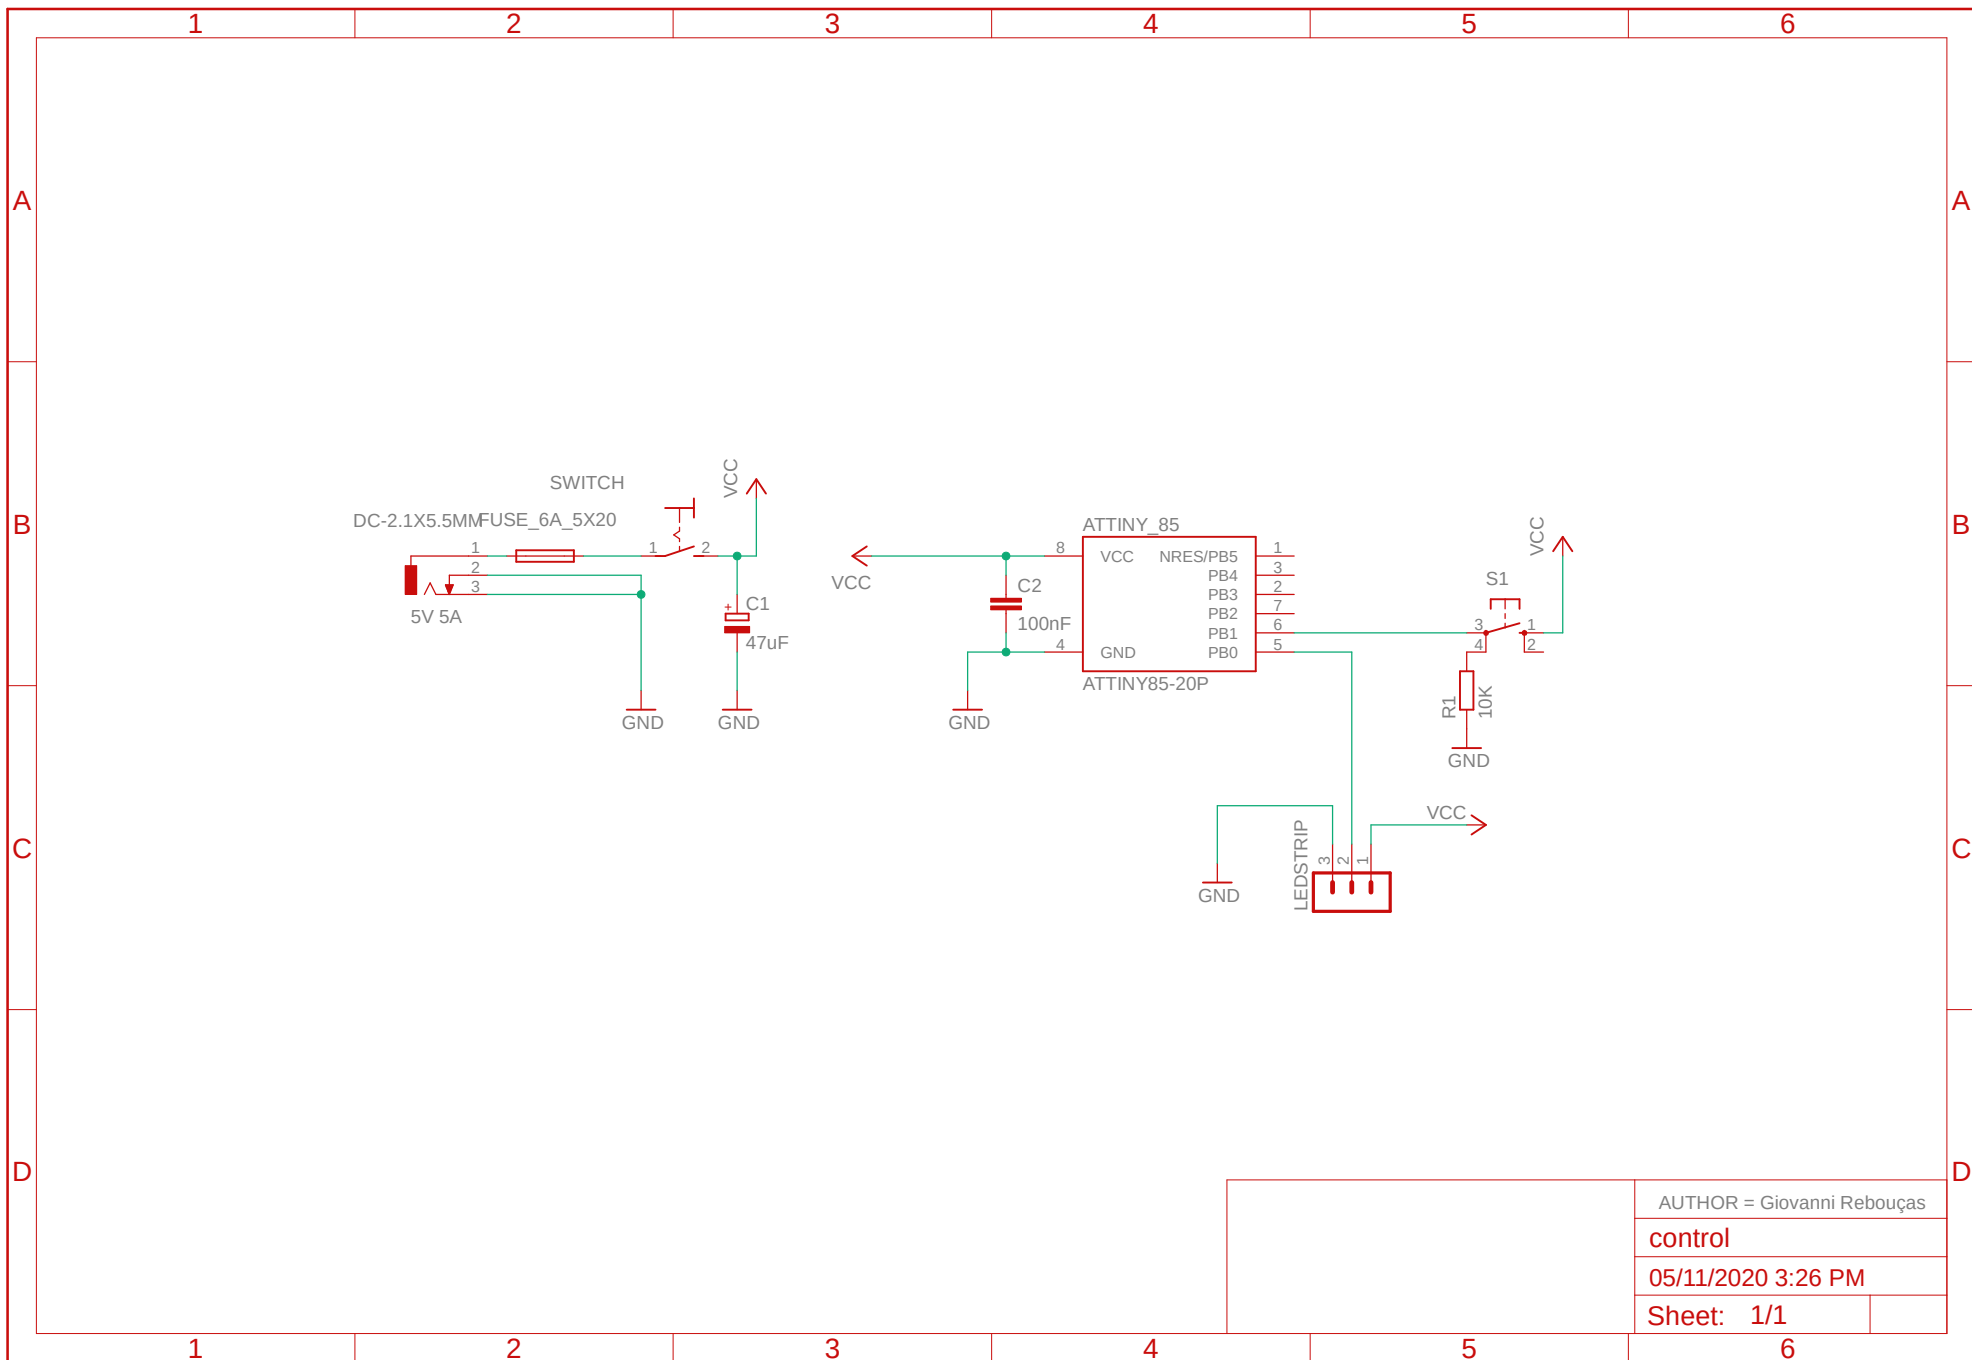 1 2 3 4 5 6
A A
SWITCH
VCC
DC-2.1X5.5MM FUSE_6A_5X20
1 1 2
2
3
5V 5A
C1
+
47uF
GND GND
B B
ATTINY_85
VCC
8 VCC NRES/PB5 1
PB4 3
PB3 2
PB2 7
PB1 6
4 GND PB0 5
ATTINY85-20P
C2
100nF
GND
VCC
S1
3 1
4 2
R1 10K
GND
C C
VCC
LEDSTRIP
3 2 1
GND
D D
AUTHOR = Giovanni Rebouças
control
05/11/2020 3:26 PM
Sheet: 1/1
1 2 3 4 5 6